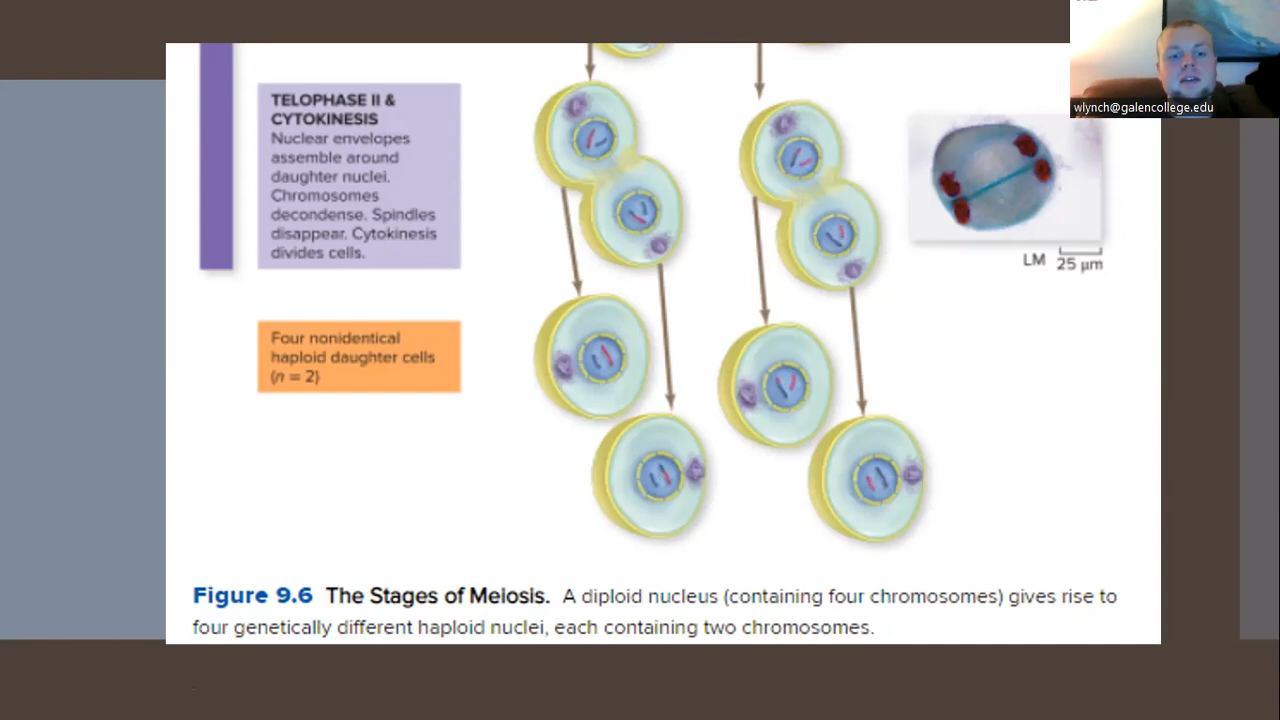 wlynch@galencollege.edu
TELOPHASE II &
CYTOKINESIS
Nuclear envelopes
assemble around
daughter nuclei.
Chromosomes
decondense. Spindles
disappear. Cytokinesis
divides cells.
LM 25 µm
Four nonidentical
haploid daughter cells
(n = 2)
Figure 9.6 The Stages of Meiosis. A diploid nucleus (containing four chromosomes) gives rise to
four genetically different haploid nuclei, each containing two chromosomes.